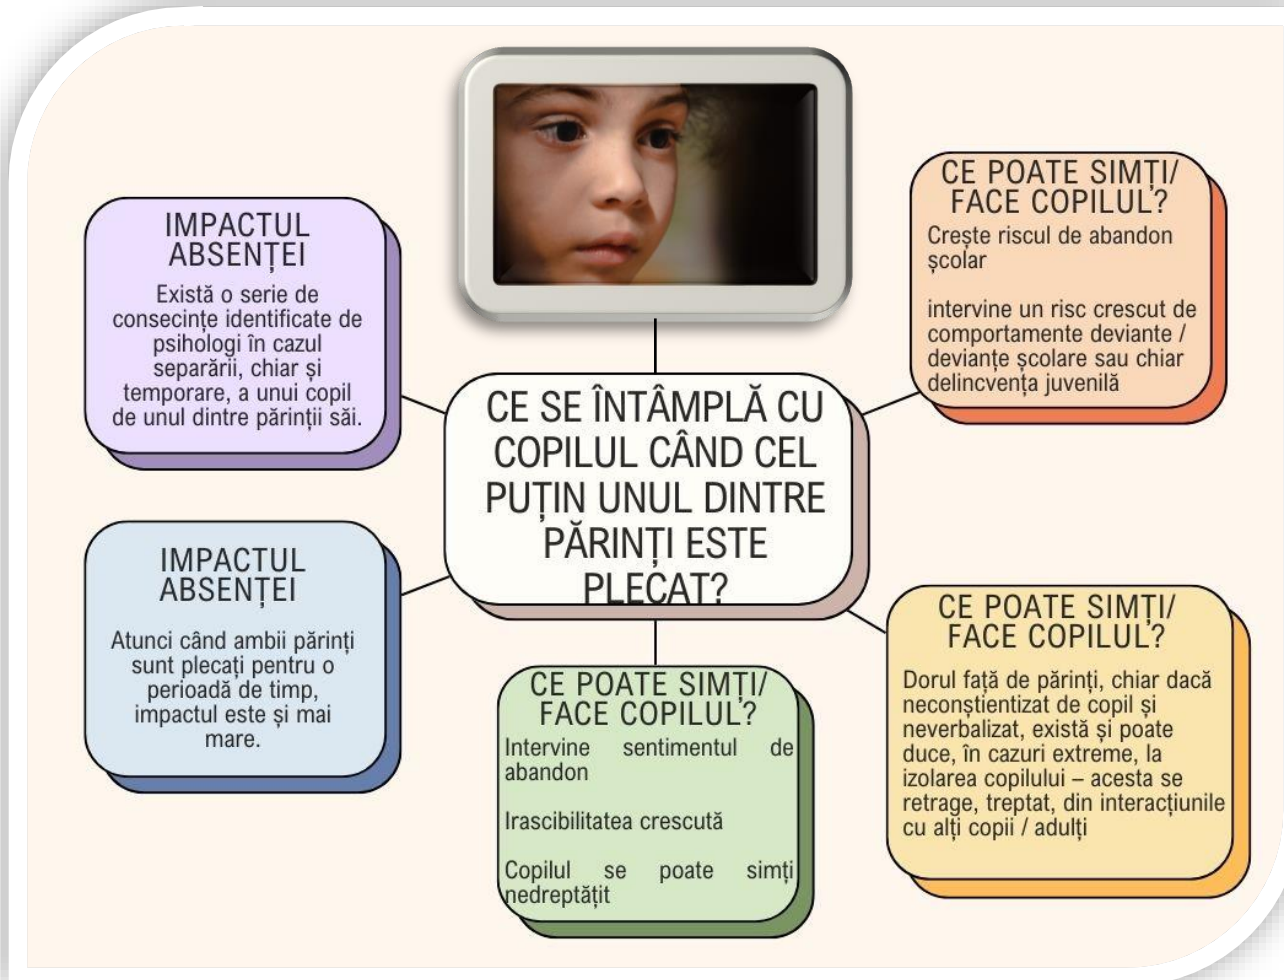 IMPACTUL
ABSENȚEI
Există o serie de
consecințe identificate de
psihologi în cazul
separării, chiar și
temporare, a unui copil
de unul dintre părinții săi.
CE POATE SIMȚI/
FACE COPILUL?
Crește riscul de abandon
școlar
intervine un risc crescut de
comportamente deviante /
devianțe școlare sau chiar
delincvența juvenilă
CE SE ÎNTÂMPLĂ CU
COPILUL CÂND CEL
PUȚIN UNUL DINTRE
PĂRINȚI ESTE
PLECAT?
IMPACTUL
ABSENȚEI
Atunci când ambii părinți
sunt plecați pentru o
perioadă de timp,
impactul este și mai
mare.
CE POATE SIMȚI/
FACE COPILUL?
Intervine sentimentul de
abandon
Irascibilitatea crescută
Copilul se poate simți
nedreptățit
CE POATE SIMȚI/
FACE COPILUL?
Dorul față de părinți, chiar dacă
neconștientizat de copil și
neverbalizat, există și poate
duce, în cazuri extreme, la
izolarea copilului – acesta se
retrage, treptat, din interacțiunile
cu alți copii / adulți